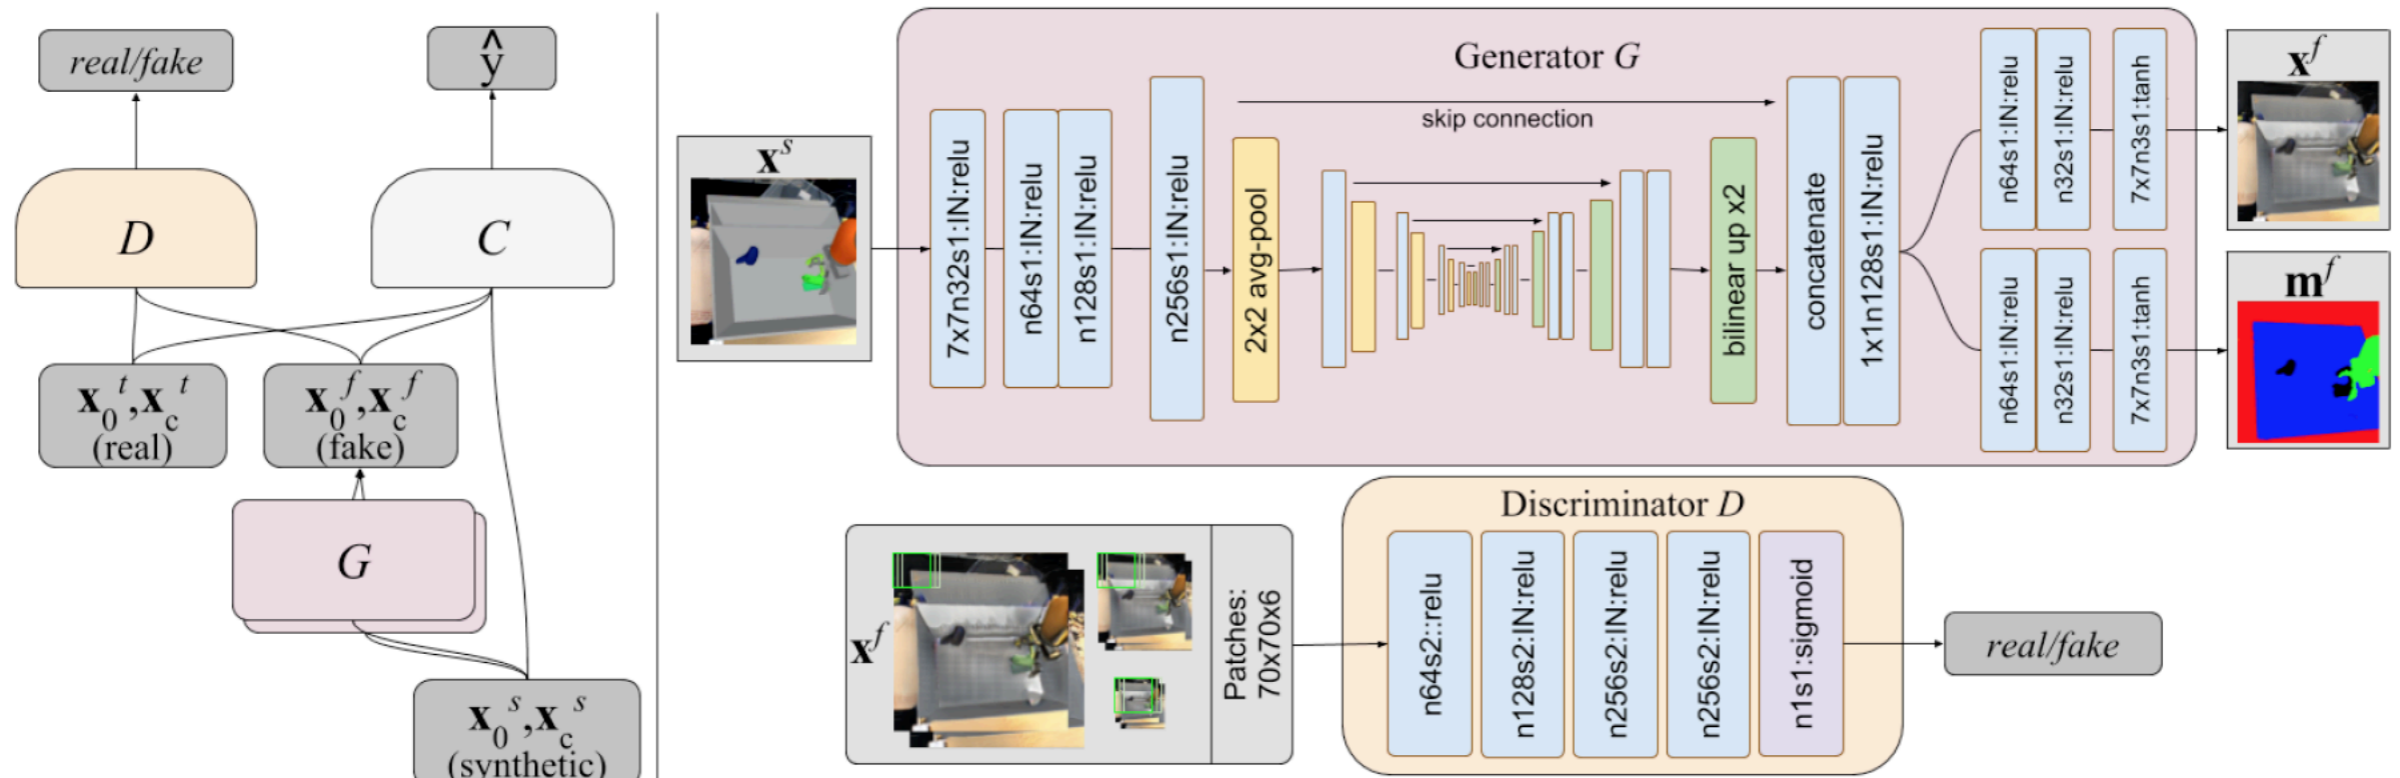 real/fake
ŷ
D
C
x₀ᵗ,x_cᵗ
(real)
x₀ᶠ,x_cᶠ
(fake)
G
x₀ˢ,x_cˢ
(synthetic)
Generator G
xˢ
7x7n32s1:IN:relu
n64s1:IN:relu
n128s1:IN:relu
n256s1:IN:relu
2x2 avg-pool
skip connection
bilinear up x2
concatenate
1x1n128s1:IN:relu
n64s1:IN:relu
n32s1:IN:relu
7x7n3s1:tanh
xᶠ
n64s1:IN:relu
n32s1:IN:relu
7x7n3s1:tanh
mᶠ
xᶠ
Patches:
70x70x6
Discriminator D
n64s2::relu
n128s2:IN:relu
n256s2:IN:relu
n256s2:IN:relu
n1s1:sigmoid
real/fake